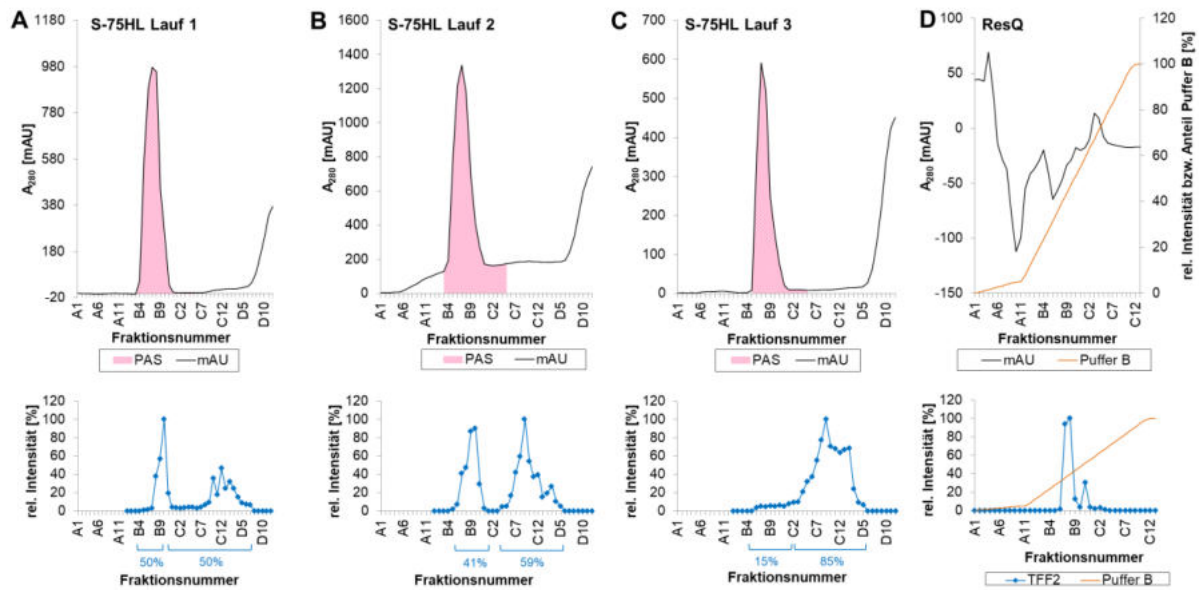 A S-75HL Lauf 1
1180
980
780
580
380
180
-20
A280 [mAU]
A1 A6 A11 B4 B9 C2 C7 C12 D5 D10
Fraktionsnummer
PAS mAU
B S-75HL Lauf 2
1600
1400
1200
1000
800
600
400
200
0
A280 [mAU]
A1 A6 A11 B4 B9 C2 C7 C12 D5 D10
Fraktionsnummer
PAS mAU
C S-75HL Lauf 3
700
600
500
400
300
200
100
0
A280 [mAU]
A1 A6 A11 B4 B9 C2 C7 C12 D5 D10
Fraktionsnummer
PAS mAU
D ResQ
100
50
0
-50
-100
-150
A280 [mAU]
120
100
80
60
40
20
0
rel. Intensität bzw. Anteil Puffer B [%]
A1 A6 A11 B4 B9 C2 C7 C12
Fraktionsnummer
mAU Puffer B
120
100
80
60
40
20
0
rel. Intensität [%]
A1 A6 A11 B4 B9 C2 C7 C12 D5 D10
50% 50%
Fraktionsnummer
120
100
80
60
40
20
0
rel. Intensität [%]
A1 A6 A11 B4 B9 C2 C7 C12 D5 D10
41% 59%
Fraktionsnummer
120
100
80
60
40
20
0
rel. Intensität [%]
A1 A6 A11 B4 B9 C2 C7 C12 D5 D10
15% 85%
Fraktionsnummer
120
100
80
60
40
20
0
rel. Intensität [%]
A1 A6 A11 B4 B9 C2 C7 C12
Fraktionsnummer
TFF2 Puffer B